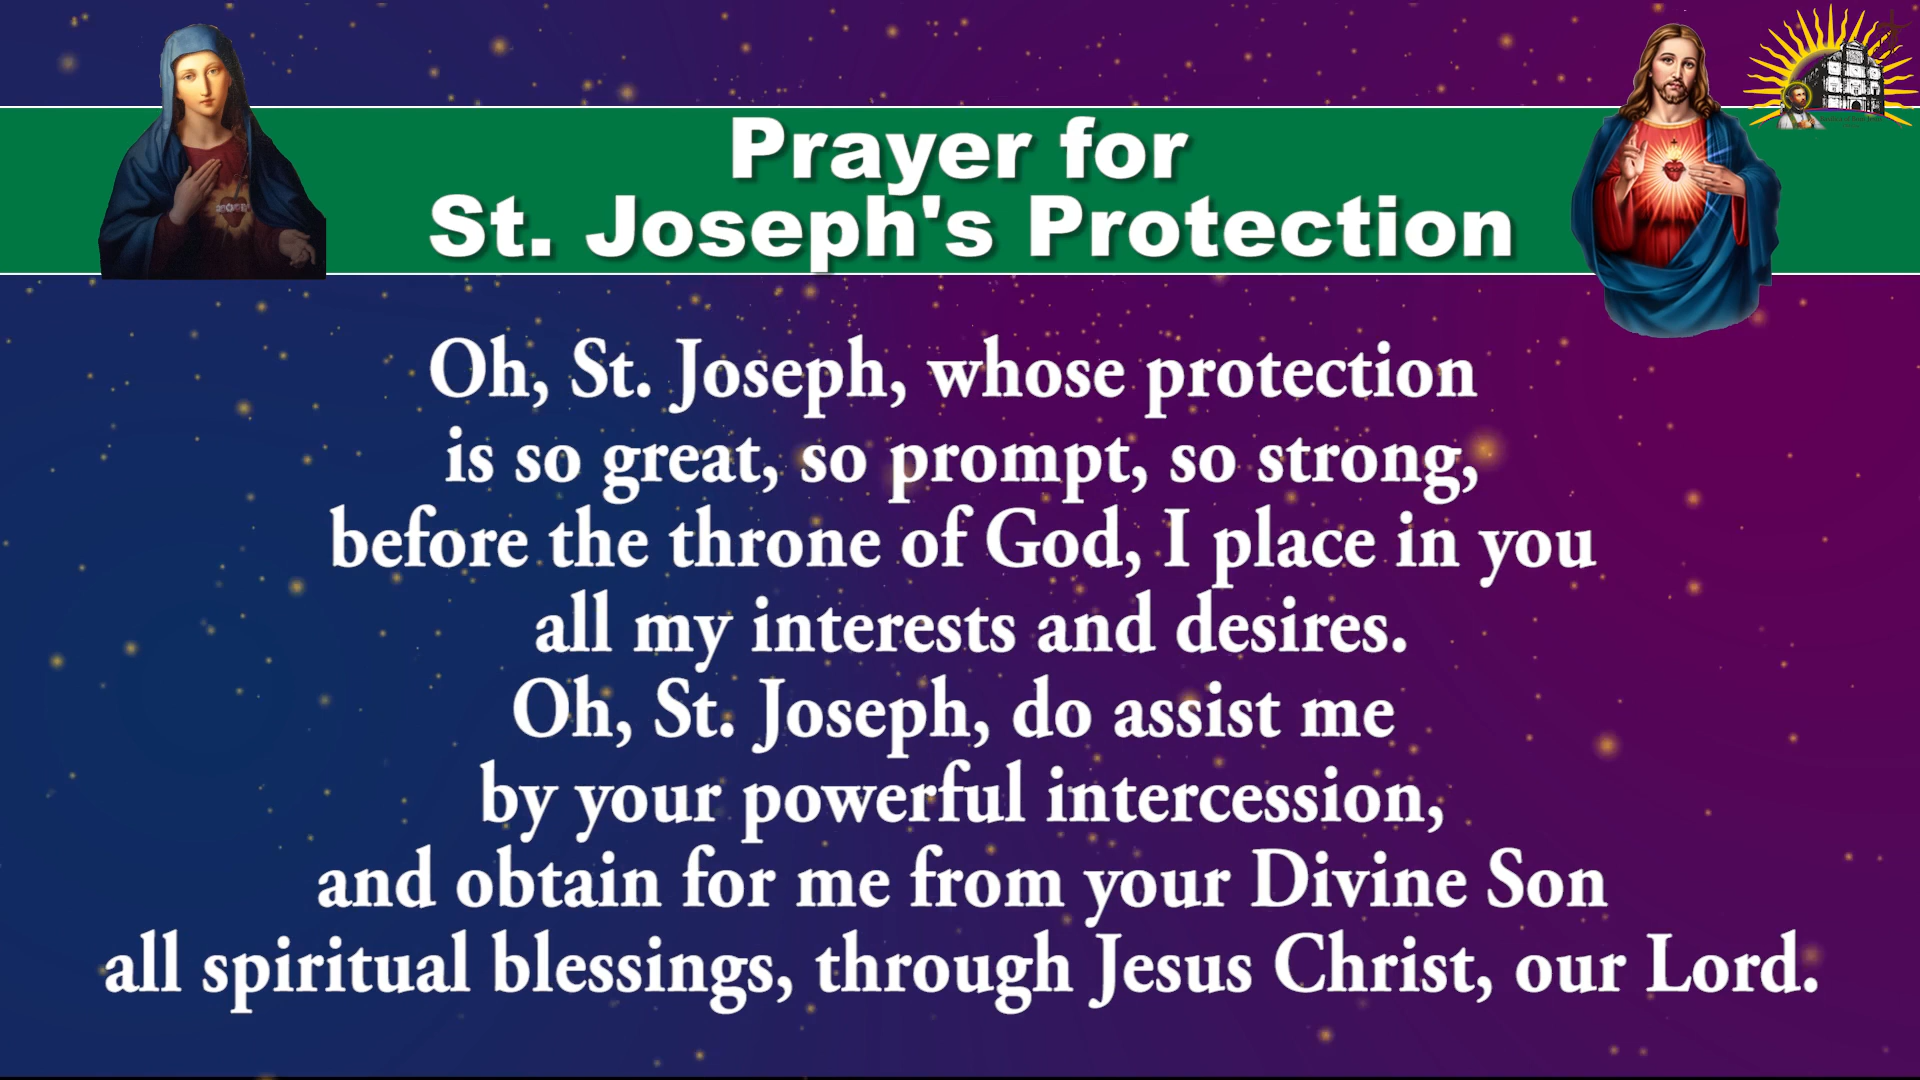 Prayer for
St. Joseph's Protection
Oh, St. Joseph, whose protection
is so great, so prompt, so strong,
before the throne of God, I place in you
all my interests and desires.
Oh, St. Joseph, do assist me
by your powerful intercession,
and obtain for me from your Divine Son
all spiritual blessings, through Jesus Christ, our Lord.